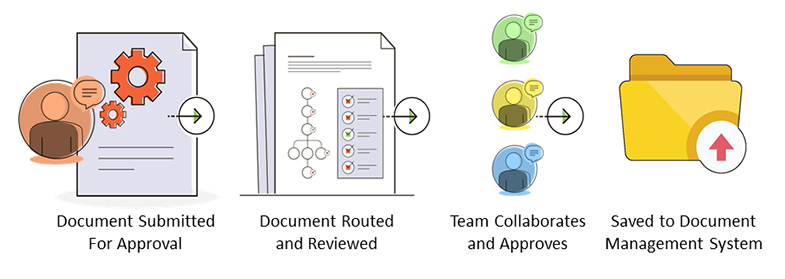 Document Submitted
For Approval
Document Routed
and Reviewed
Team Collaborates
and Approves
Saved to Document
Management System